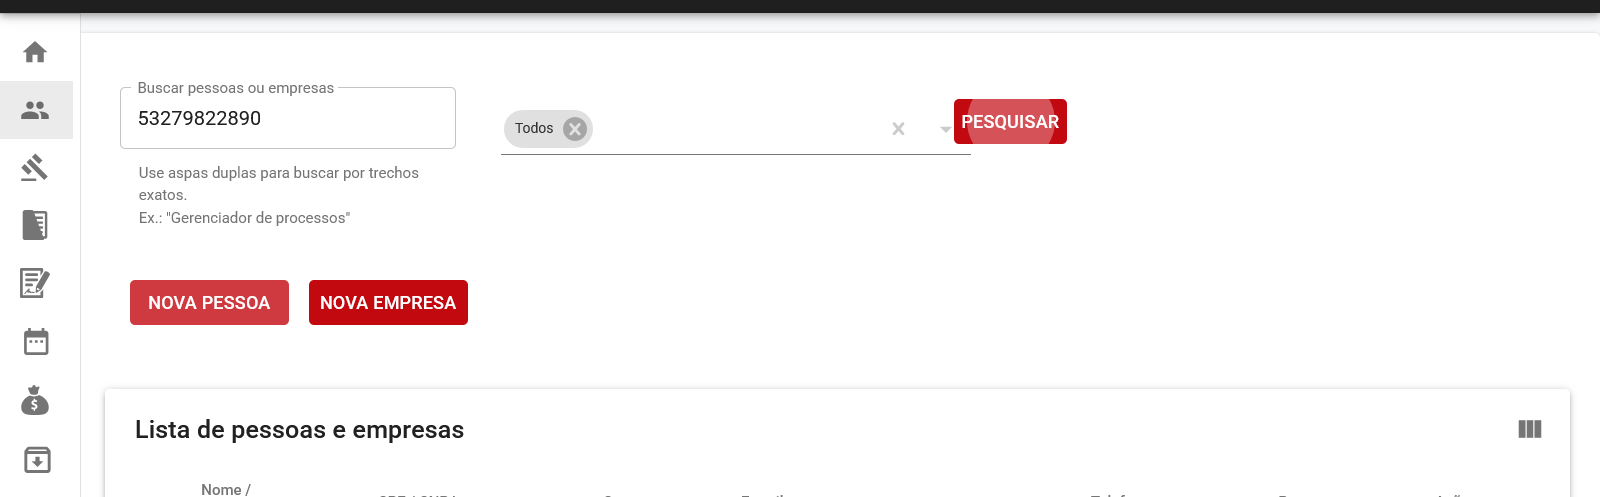 Buscar pessoas ou empresas
53279822890
Todos
PESQUISAR
Use aspas duplas para buscar por trechos
exatos.
Ex.: "Gerenciador de processos"
NOVA PESSOA
NOVA EMPRESA
Lista de pessoas e empresas
Nome /